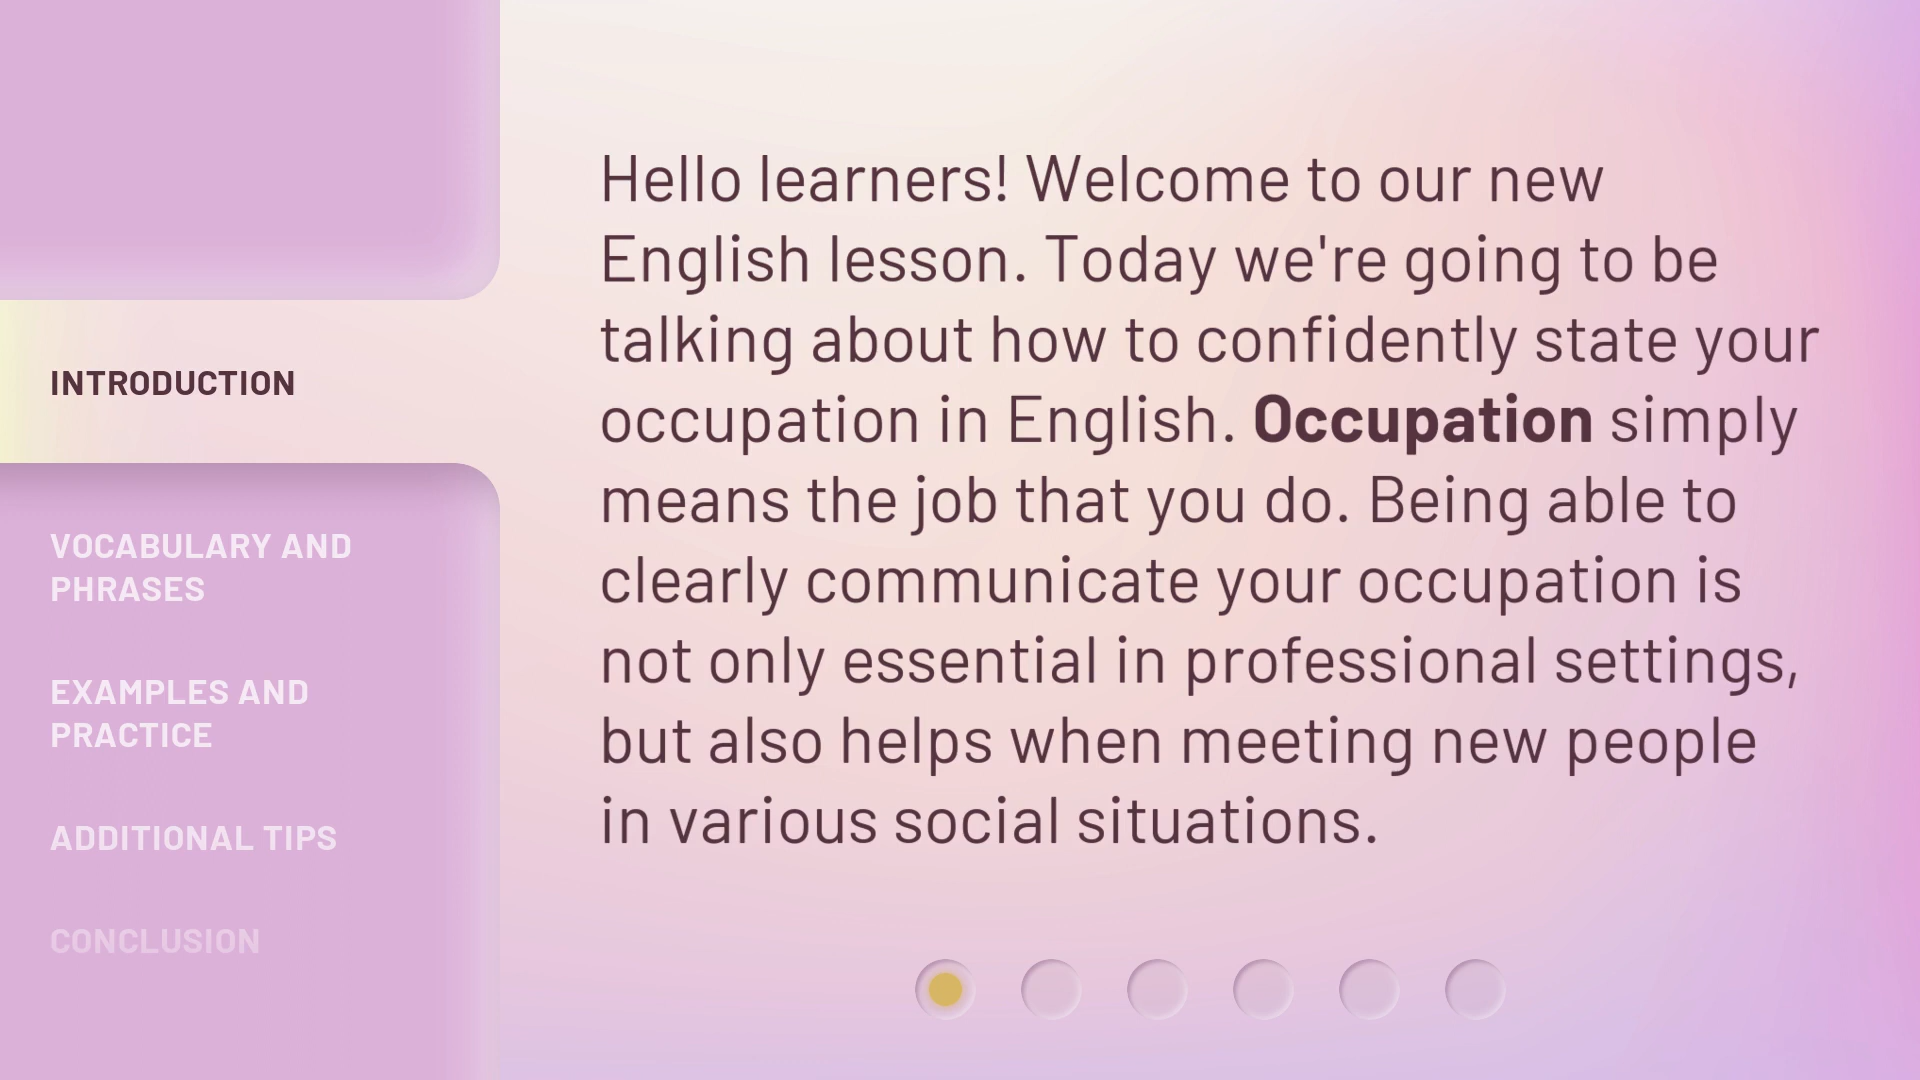 INTRODUCTION
VOCABULARY AND
PHRASES
EXAMPLES AND
PRACTICE
ADDITIONAL TIPS
CONCLUSION
Hello learners! Welcome to our new
English lesson. Today we're going to be
talking about how to confidently state your
occupation in English. Occupation simply
means the job that you do. Being able to
clearly communicate your occupation is
not only essential in professional settings,
but also helps when meeting new people
in various social situations.